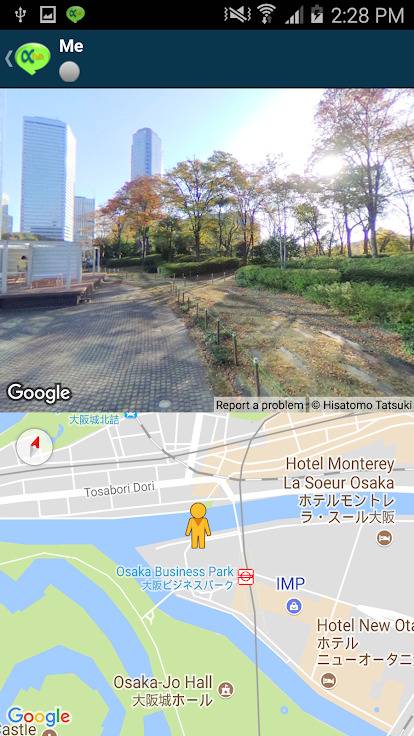 2:28 PM
Me
Google
Report a problem © Hisatomo Tatsuki
大阪城北詰
Tosabori Dori
Hotel Monterey
La Soeur Osaka
ホテルモントレ
ラ・スール大阪
Osaka Business Park
大阪ビジネスパーク
IMP
Hotel New Ota
ホテル
ニューオータニ
Osaka-Jo Hall
大阪城ホール
Google
Castle